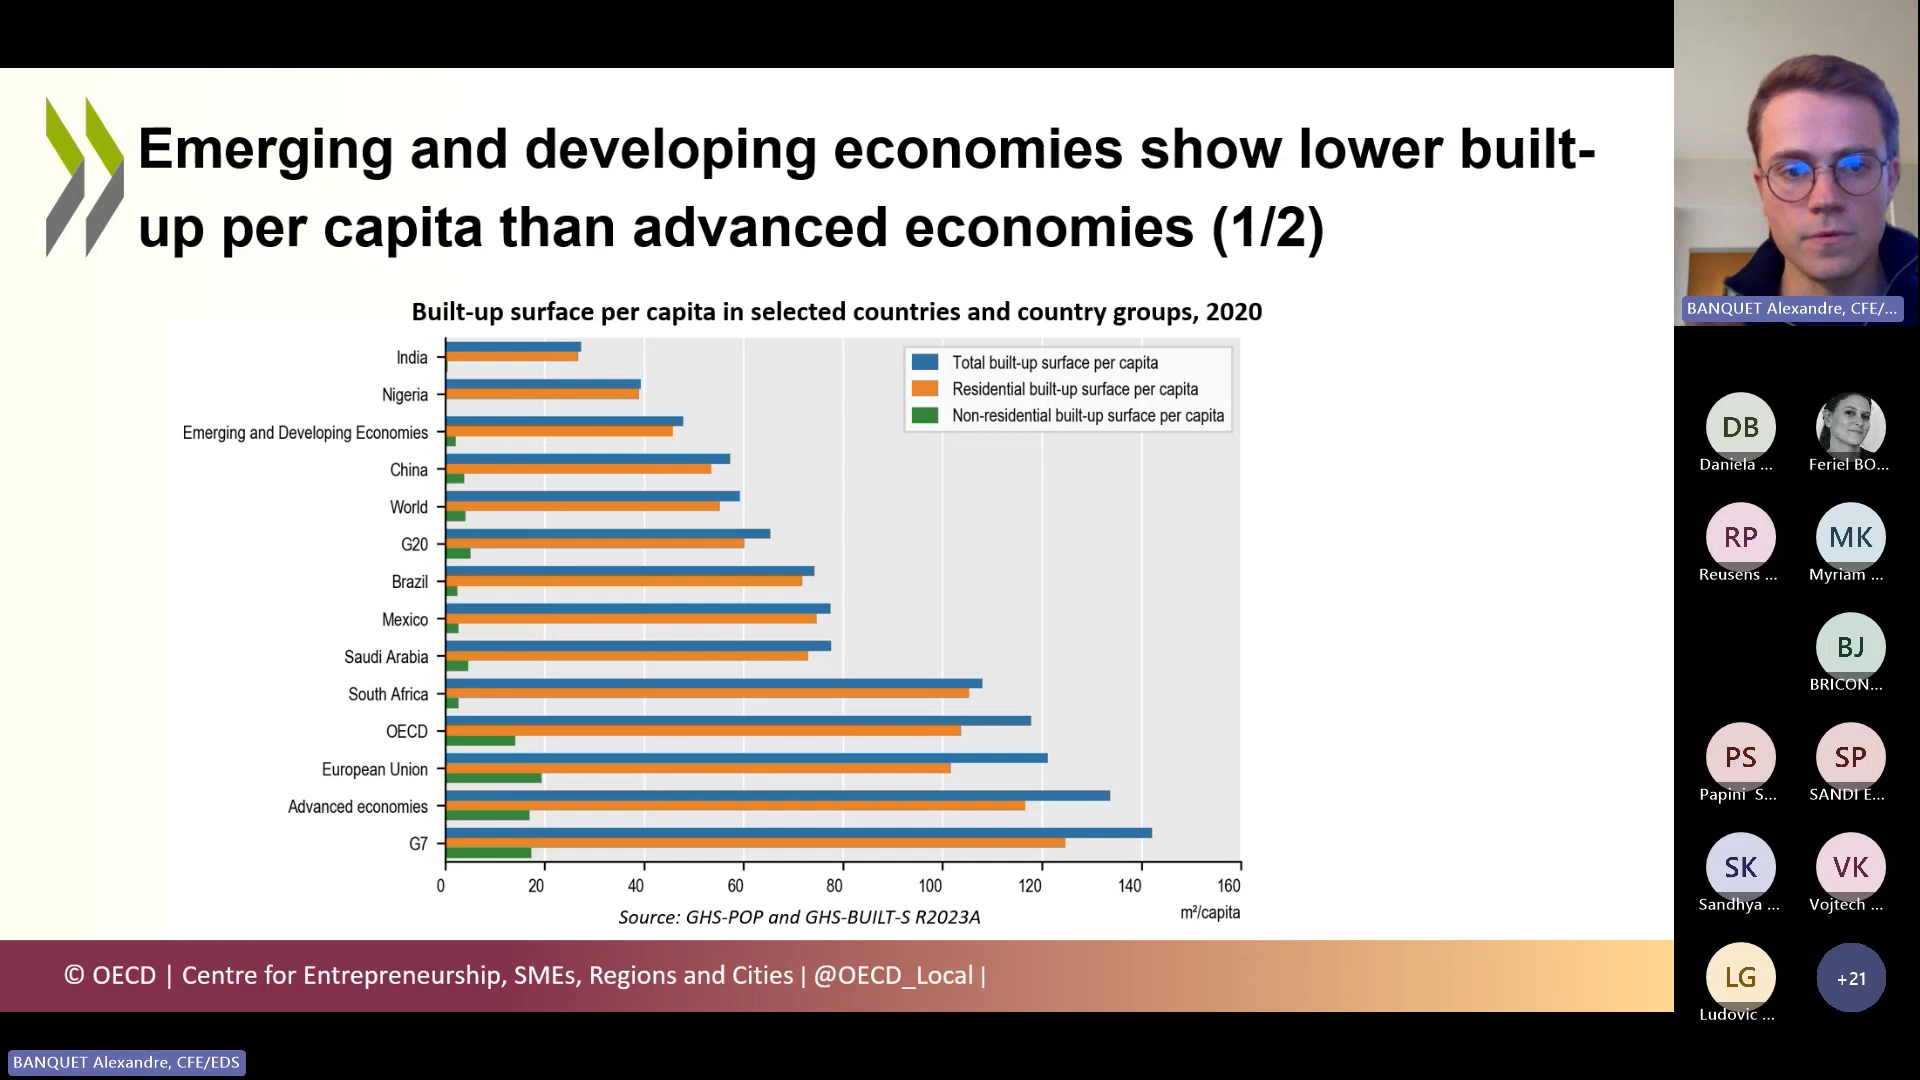 Emerging and developing economies show lower built-
up per capita than advanced economies (1/2)
Built-up surface per capita in selected countries and country groups, 2020
Total built-up surface per capita
Residential built-up surface per capita
Non-residential built-up surface per capita
India
Nigeria
Emerging and Developing Economies
China
World
G20
Brazil
Mexico
Saudi Arabia
South Africa
OECD
European Union
Advanced economies
G7
0 20 40 60 80 100 120 140 160
m²/capita
Source: GHS-POP and GHS-BUILT-S R2023A
© OECD | Centre for Entrepreneurship, SMEs, Regions and Cities | @OECD_Local |
BANQUET Alexandre, CFE/EDS
BANQUET Alexandre, CFE/...
DB
Daniela ...
Feriel BO...
RP
Reusens ...
MK
Myriam ...
BJ
BRICON...
PS
Papini S...
SP
SANDI E...
SK
Sandhya ...
VK
Vojtech ...
LG
Ludovic ...
+21